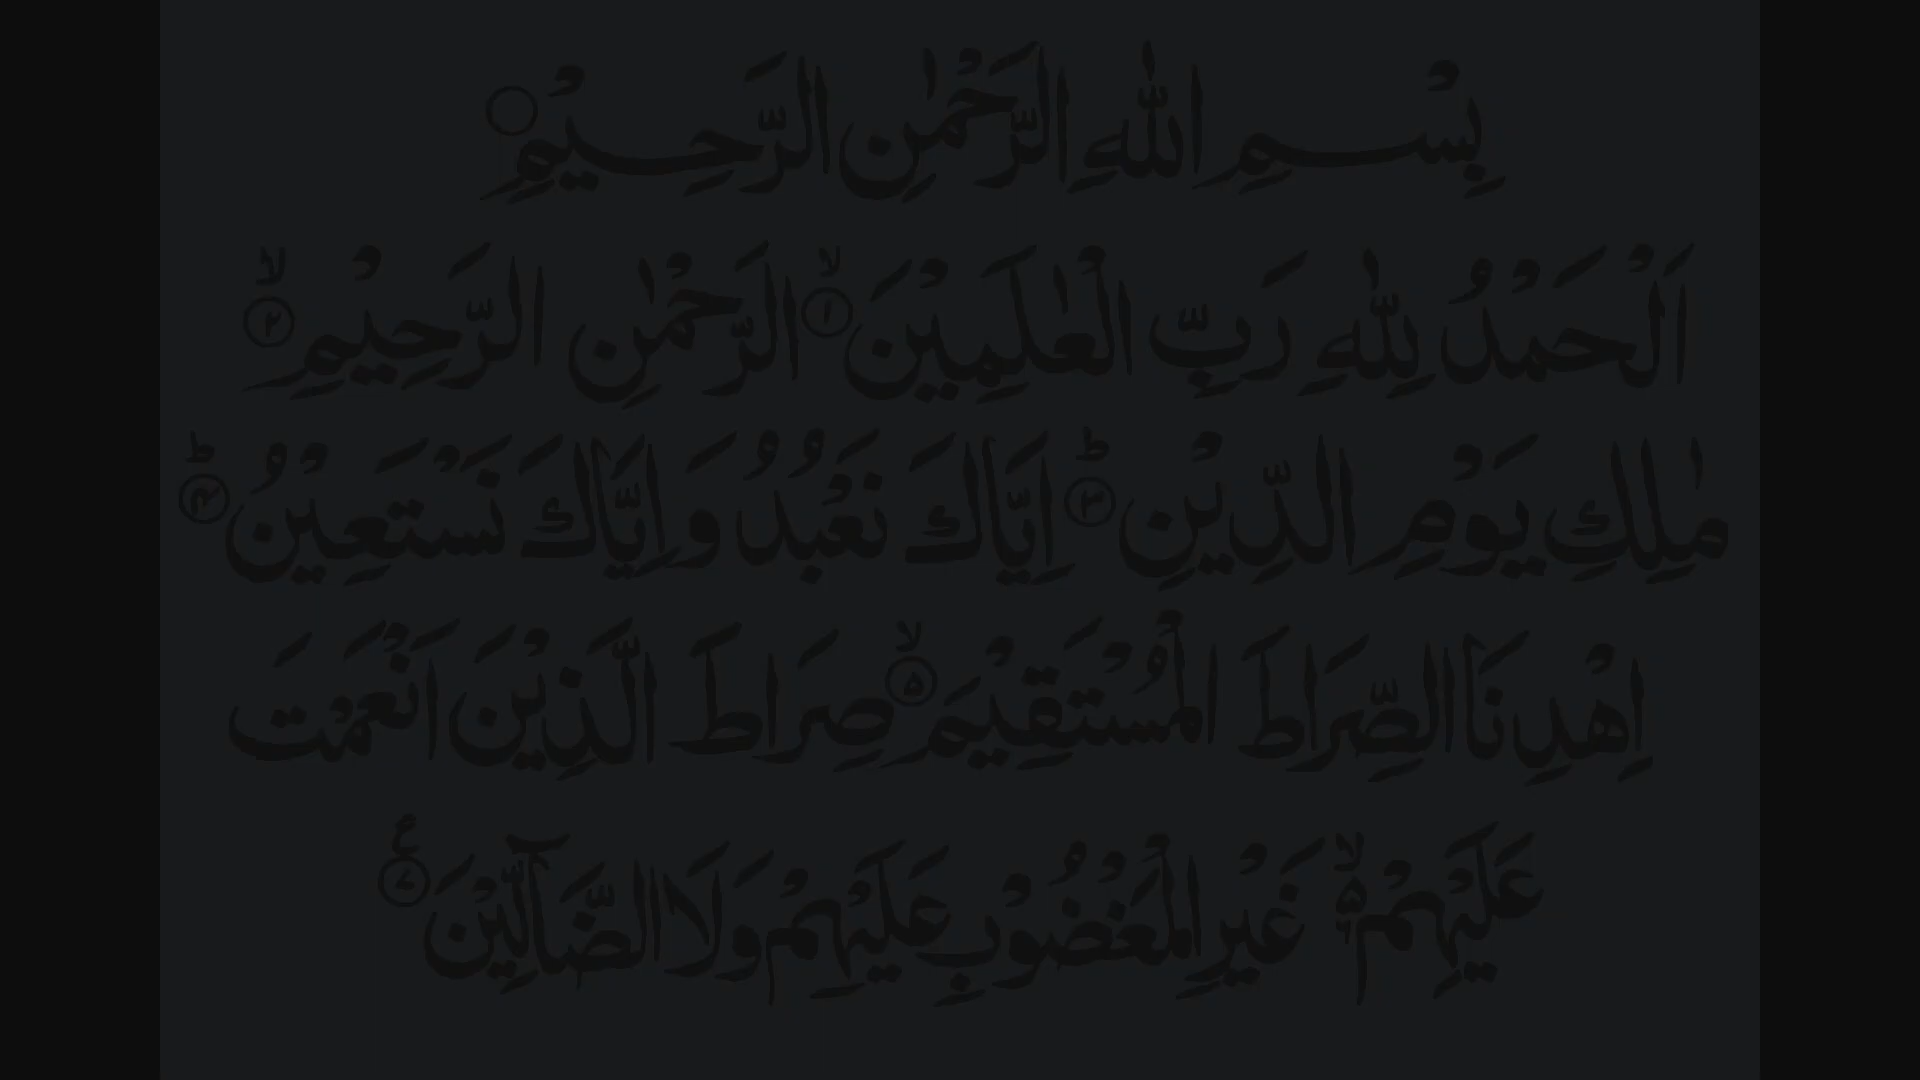 بِسْمِ اللّٰهِ الرَّحْمٰنِ الرَّحِيْمِ ○
اَلْحَمْدُ لِلّٰهِ رَبِّ الْعٰلَمِيْنَ ۙ﴿۱﴾ الرَّحْمٰنِ الرَّحِيْمِ ۙ﴿۲﴾
مٰلِكِ يَوْمِ الدِّيْنِ ؕ﴿۳﴾ اِيَّاكَ نَعْبُدُ وَاِيَّاكَ نَسْتَعِيْنُ ؕ﴿۴﴾
اِهْدِنَا الصِّرَاطَ الْمُسْتَقِيْمَ ۙ﴿۵﴾ صِرَاطَ الَّذِيْنَ اَنْعَمْتَ
عَلَيْهِمْ ۙ۬ۥ غَيْرِ الْمَغْضُوْبِ عَلَيْهِمْ وَلَا الضَّآلِّيْنَ ﴿۷﴾ ع